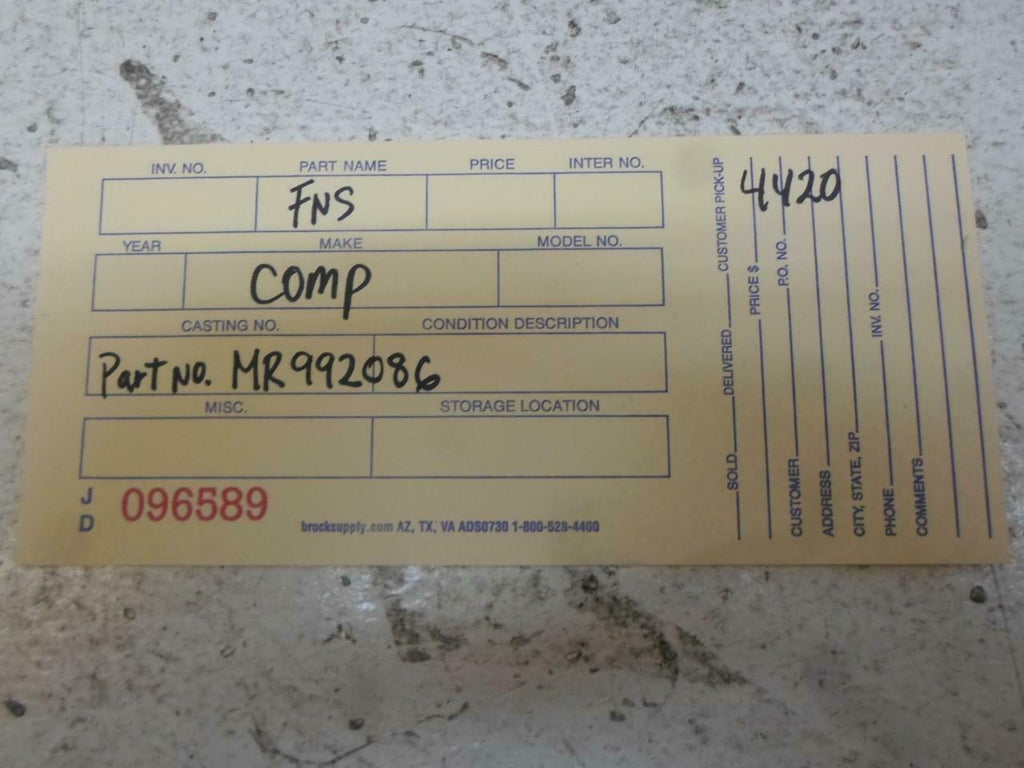 INV. NO. PART NAME PRICE INTER NO.
FNS
YEAR MAKE MODEL NO.
COMP
CASTING NO. CONDITION DESCRIPTION
Part No. MR992086
MISC. STORAGE LOCATION
J
D
096589
brocksupply.com AZ, TX, VA ADS0730 1-800-528-4400
4420
SOLD DELIVERED CUSTOMER PICK-UP
PRICE $
CUSTOMER P.O. NO.
ADDRESS
CITY, STATE, ZIP
PHONE INV. NO.
COMMENTS